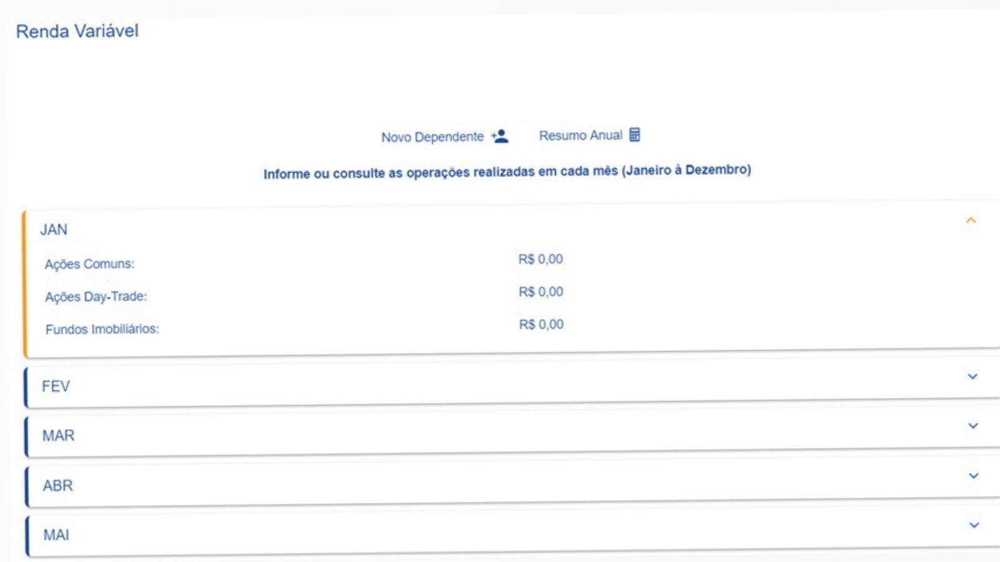 Renda Variável
Novo Dependente Resumo Anual
Informe ou consulte as operações realizadas em cada mês (Janeiro à Dezembro)
JAN
Ações Comuns: R$ 0,00
Ações Day-Trade: R$ 0,00
Fundos Imobiliários: R$ 0,00
FEV
MAR
ABR
MAI